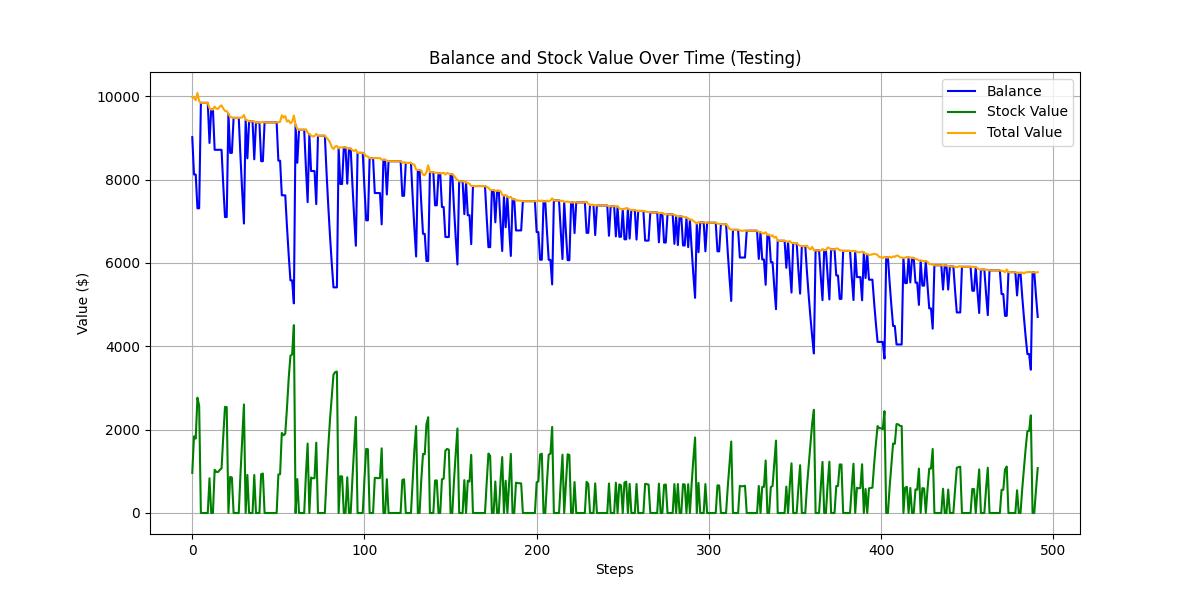 Balance and Stock Value Over Time (Testing)
Balance
Stock Value
Total Value
Value ($)
10000
8000
6000
4000
2000
0
0 100 200 300 400 500
Steps